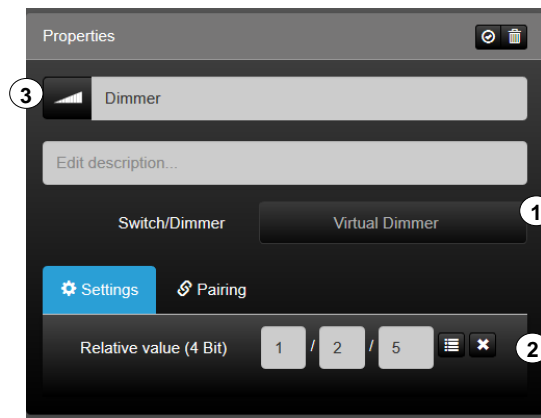 Properties
3
Dimmer
Edit description...
Switch/Dimmer Virtual Dimmer 1
Settings Pairing
Relative value (4 Bit) 1 / 2 / 5 2